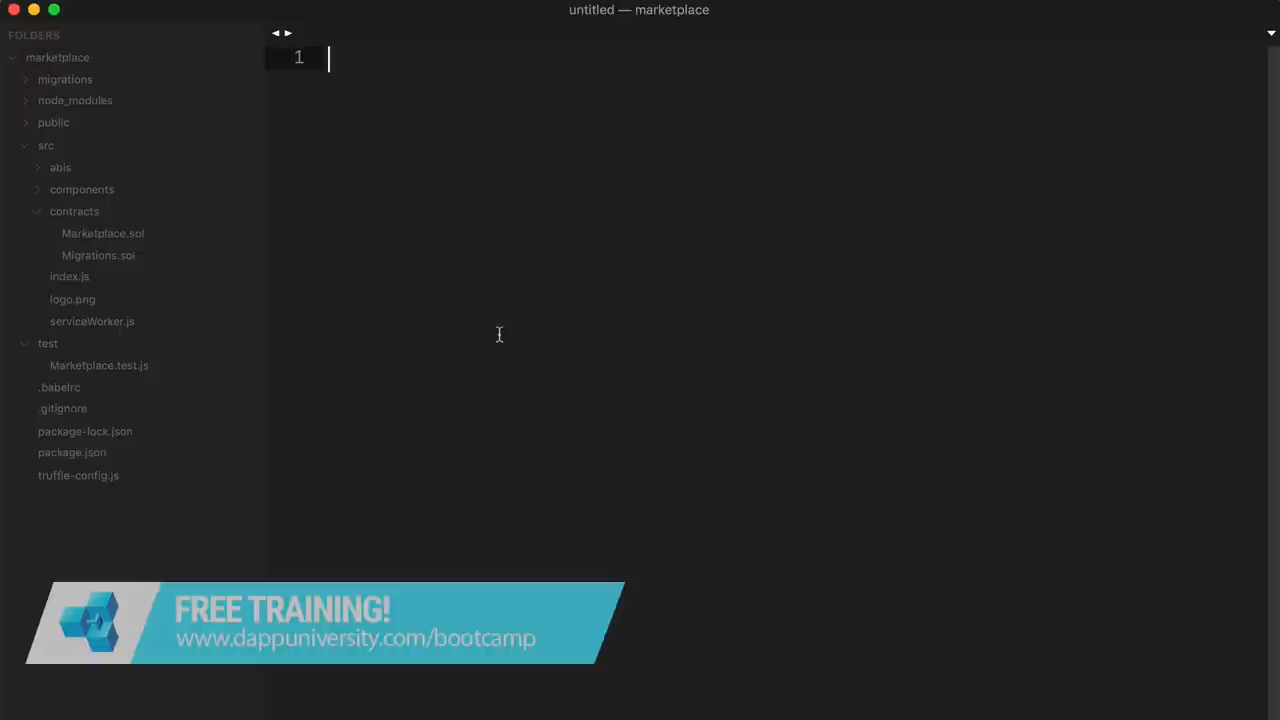 untitled — marketplace
FOLDERS
marketplace
migrations
node_modules
public
src
abis
components
contracts
Marketplace.sol
Migrations.sol
index.js
logo.png
serviceWorker.js
test
Marketplace.test.js
.babelrc
.gitignore
package-lock.json
package.json
truffle-config.js
1
FREE TRAINING!
www.dappuniversity.com/bootcamp